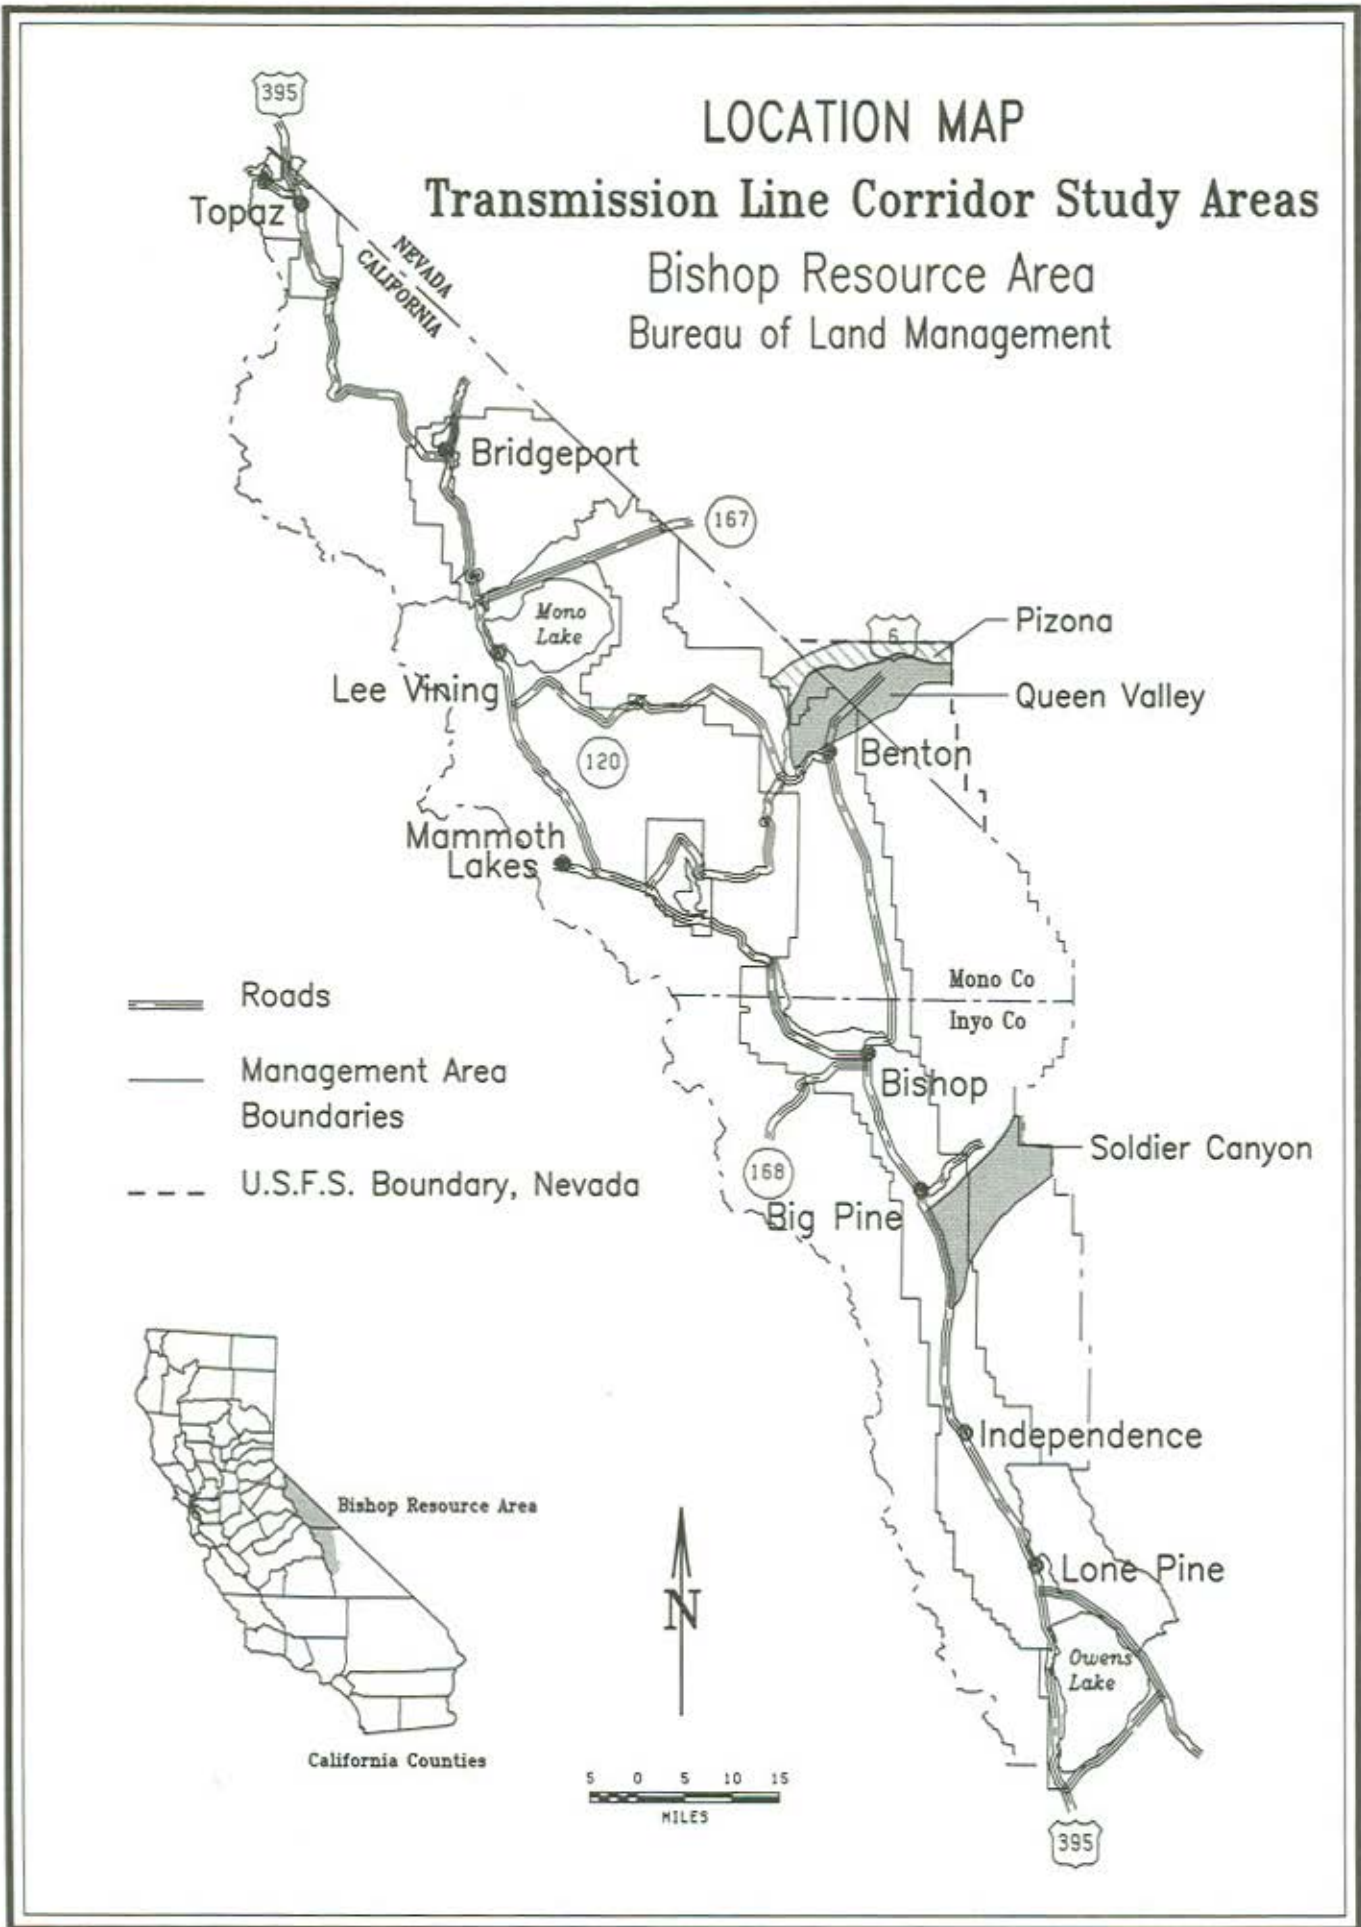 395
LOCATION MAP
Transmission Line Corridor Study Areas
Bishop Resource Area
Bureau of Land Management
Topaz
NEVADA
CALIFORNIA
Bridgeport
167
Mono
Lake
6
Pizona
Lee Vining
Queen Valley
120
Benton
Mammoth
Lakes
Roads
Mono Co
Inyo Co
Management Area
Boundaries
Bishop
Soldier Canyon
168
U.S.F.S. Boundary, Nevada
Big Pine
Independence
Bishop Resource Area
Lone Pine
N
Owens
Lake
California Counties
5 0 5 10 15
MILES
395